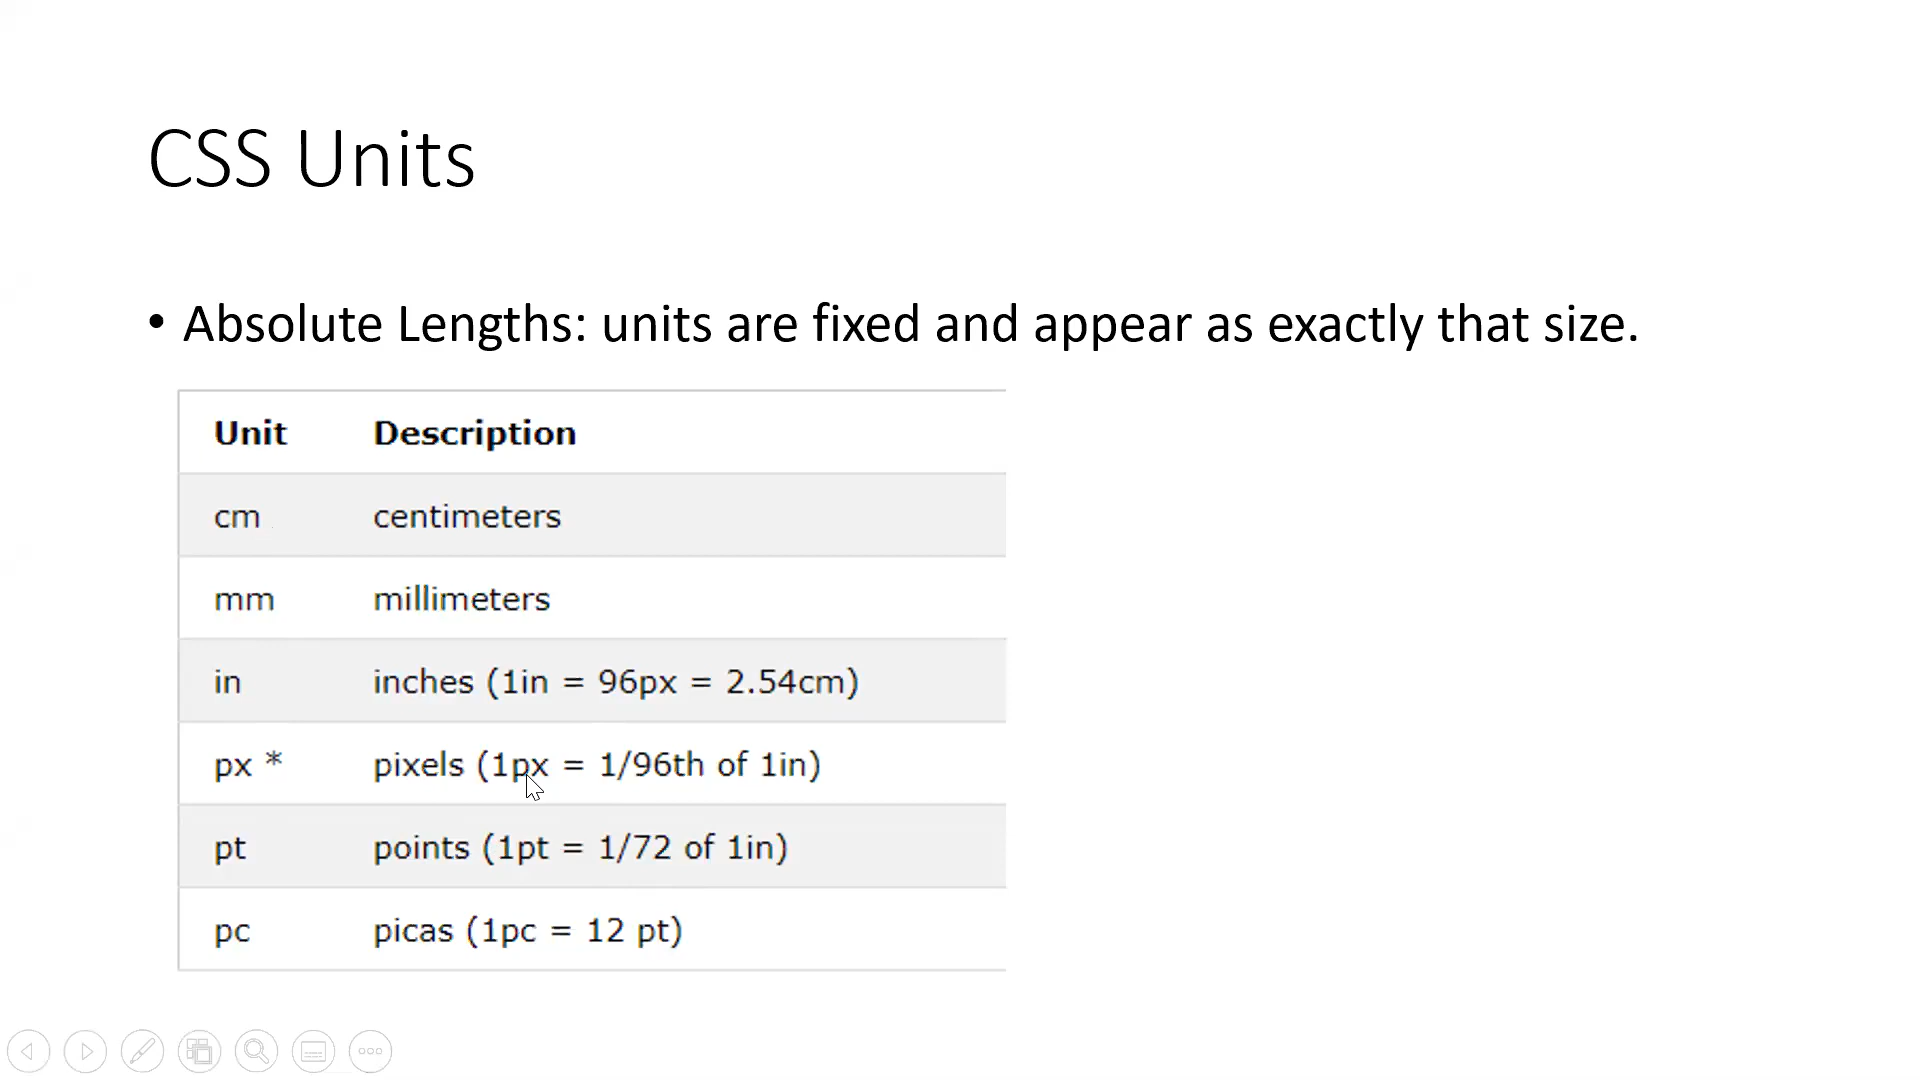 CSS Units
• Absolute Lengths: units are fixed and appear as exactly that size.
Unit Description
cm centimeters
mm millimeters
in inches (1in = 96px = 2.54cm)
px * pixels (1px = 1/96th of 1in)
pt points (1pt = 1/72 of 1in)
pc picas (1pc = 12 pt)